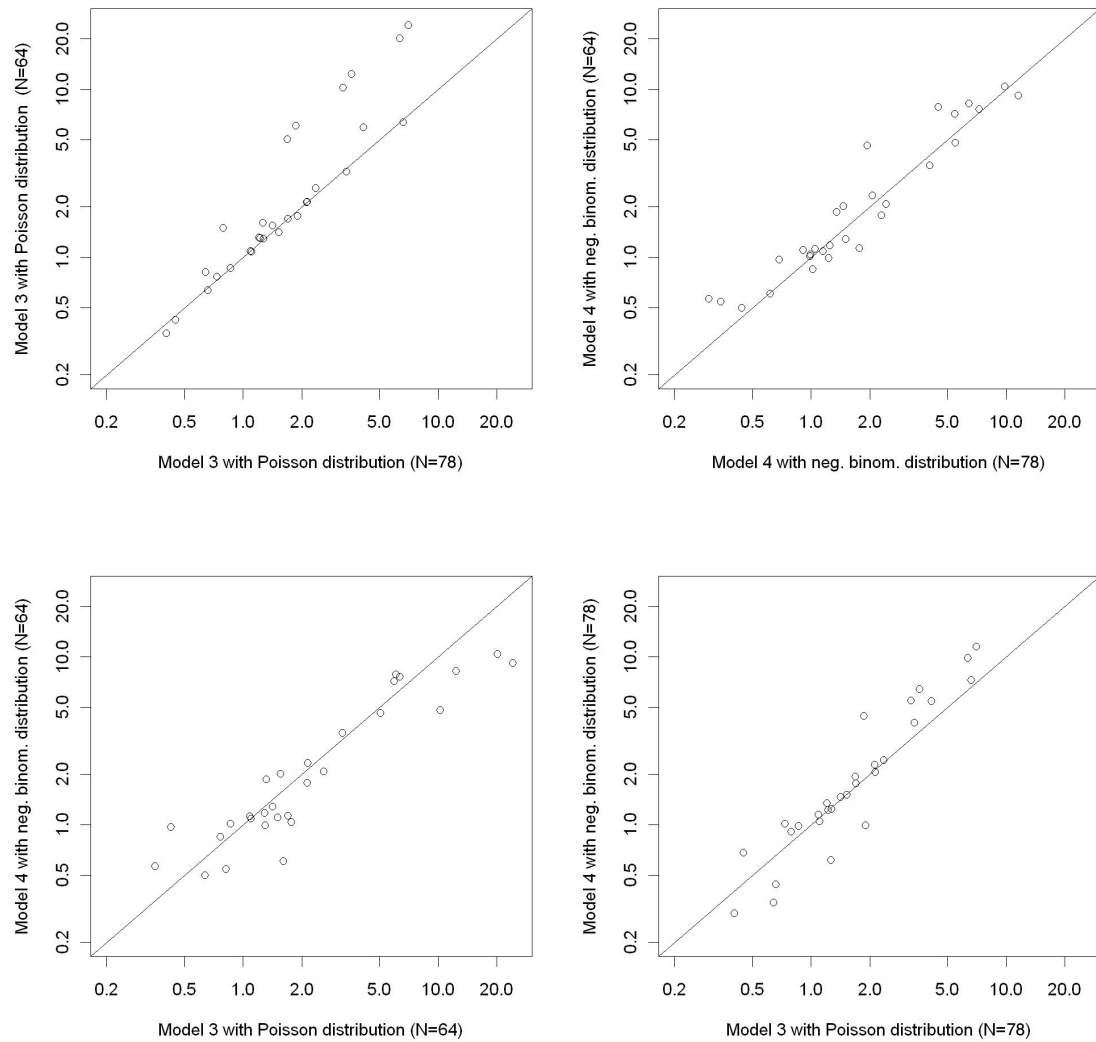 Model 3 with Poisson distribution (N=64)
20.0
10.0
5.0
2.0
1.0
0.5
0.2
0.2 0.5 1.0 2.0 5.0 10.0 20.0
Model 3 with Poisson distribution (N=78)
Model 4 with neg. binom. distribution (N=64)
20.0
10.0
5.0
2.0
1.0
0.5
0.2
0.2 0.5 1.0 2.0 5.0 10.0 20.0
Model 4 with neg. binom. distribution (N=78)
Model 4 with neg. binom. distribution (N=64)
20.0
10.0
5.0
2.0
1.0
0.5
0.2
0.2 0.5 1.0 2.0 5.0 10.0 20.0
Model 3 with Poisson distribution (N=64)
Model 4 with neg. binom. distribution (N=78)
20.0
10.0
5.0
2.0
1.0
0.5
0.2
0.2 0.5 1.0 2.0 5.0 10.0 20.0
Model 3 with Poisson distribution (N=78)